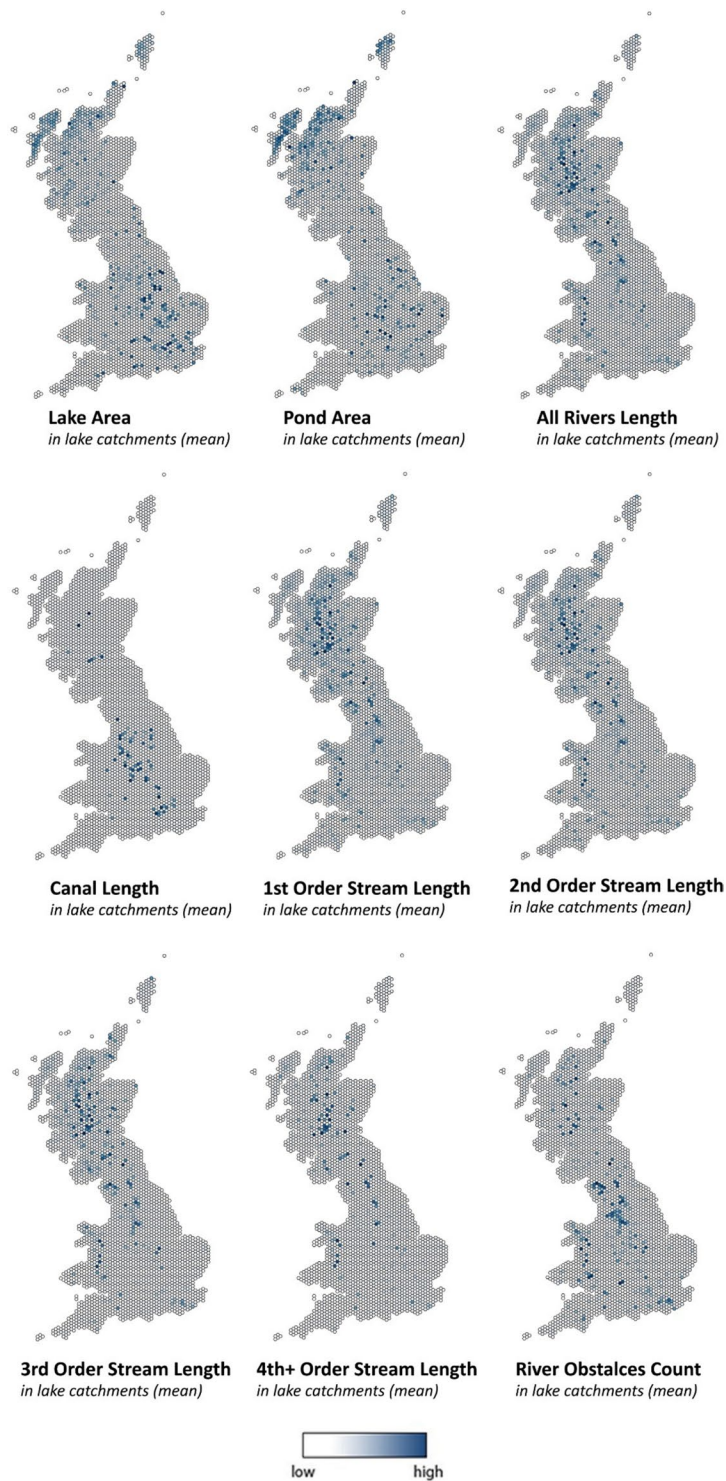 Lake Area
in lake catchments (mean)
Pond Area
in lake catchments (mean)
All Rivers Length
in lake catchments (mean)
Canal Length
in lake catchments (mean)
1st Order Stream Length
in lake catchments (mean)
2nd Order Stream Length
in lake catchments (mean)
3rd Order Stream Length
in lake catchments (mean)
4th+ Order Stream Length
in lake catchments (mean)
River Obstalces Count
in lake catchments (mean)
low high